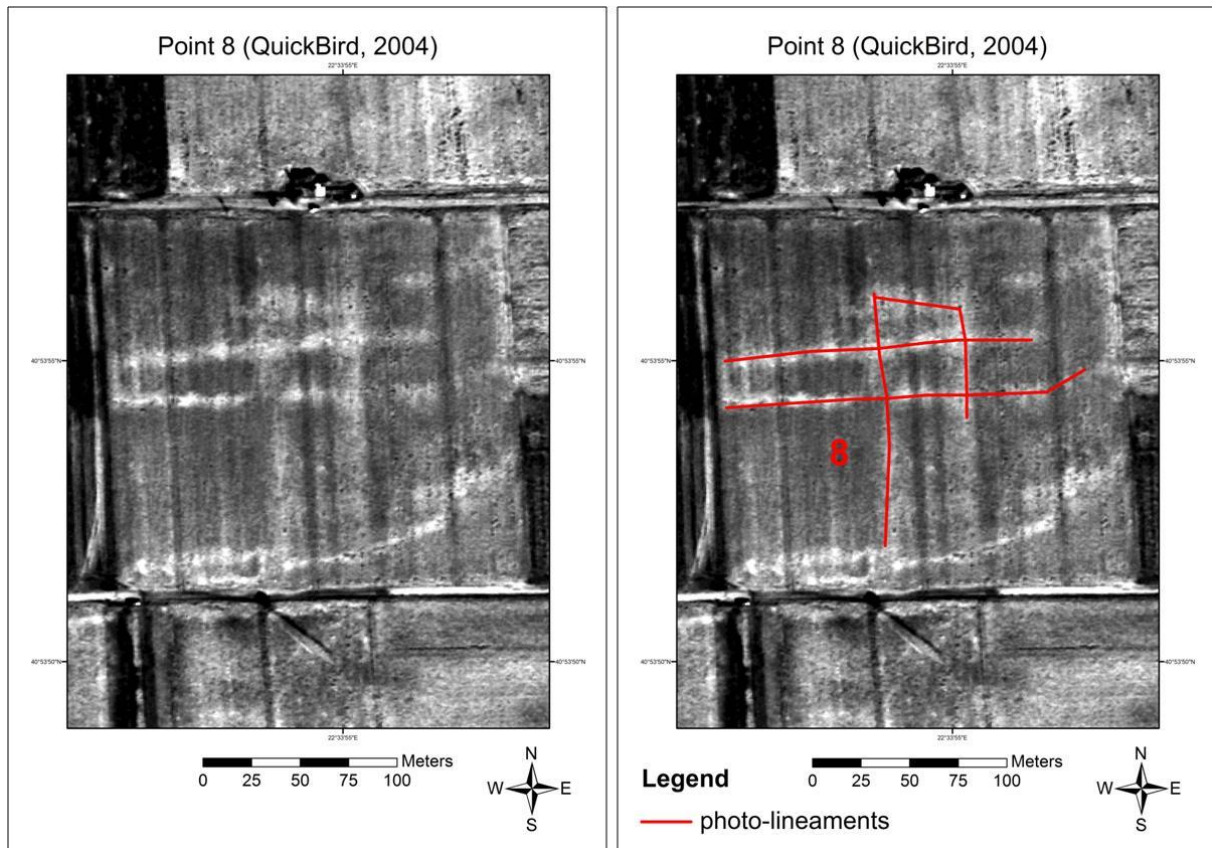 Point 8 (QuickBird, 2004)
22°33'55"E
40°53'55"N
40°53'55"N
40°53'50"N
40°53'50"N
22°33'55"E
Meters
0 25 50 75 100
N
W E
S
Point 8 (QuickBird, 2004)
22°33'55"E
40°53'55"N
40°53'55"N
8
40°53'50"N
40°53'50"N
22°33'55"E
Meters
0 25 50 75 100
N
W E
S
Legend
photo-lineaments